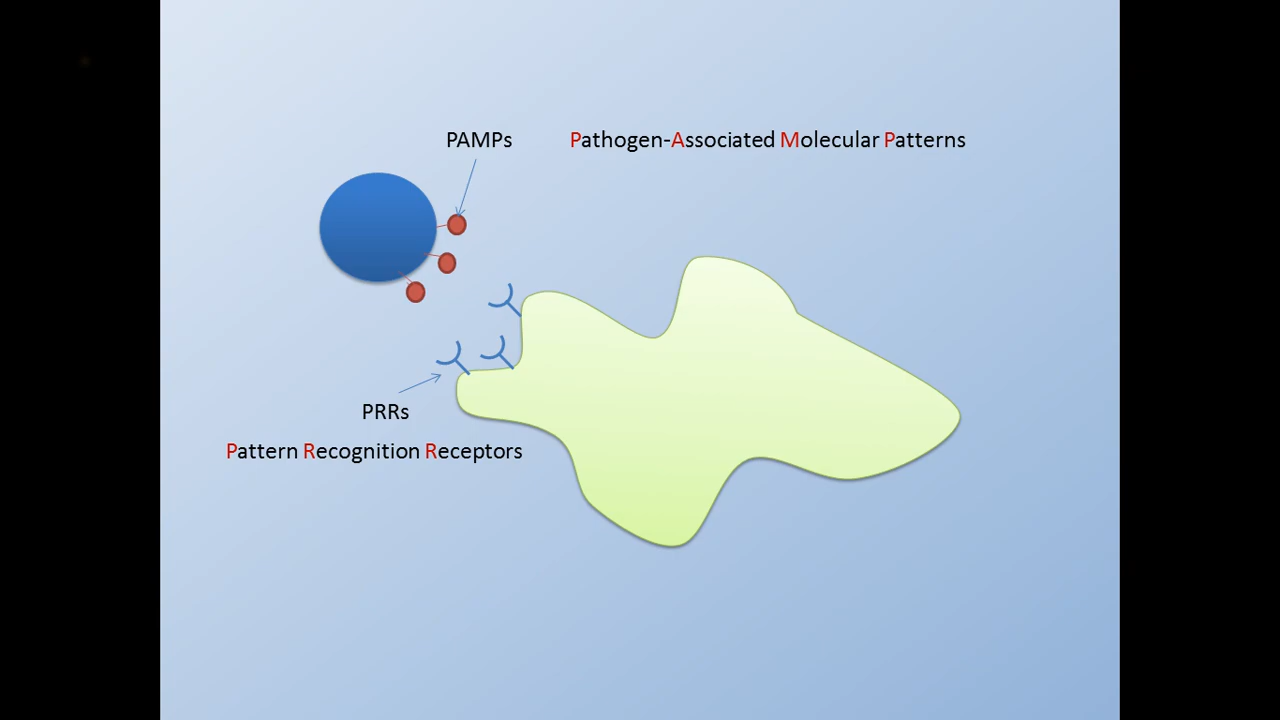 PAMPs Pathogen-Associated Molecular Patterns
PRRs
Pattern Recognition Receptors